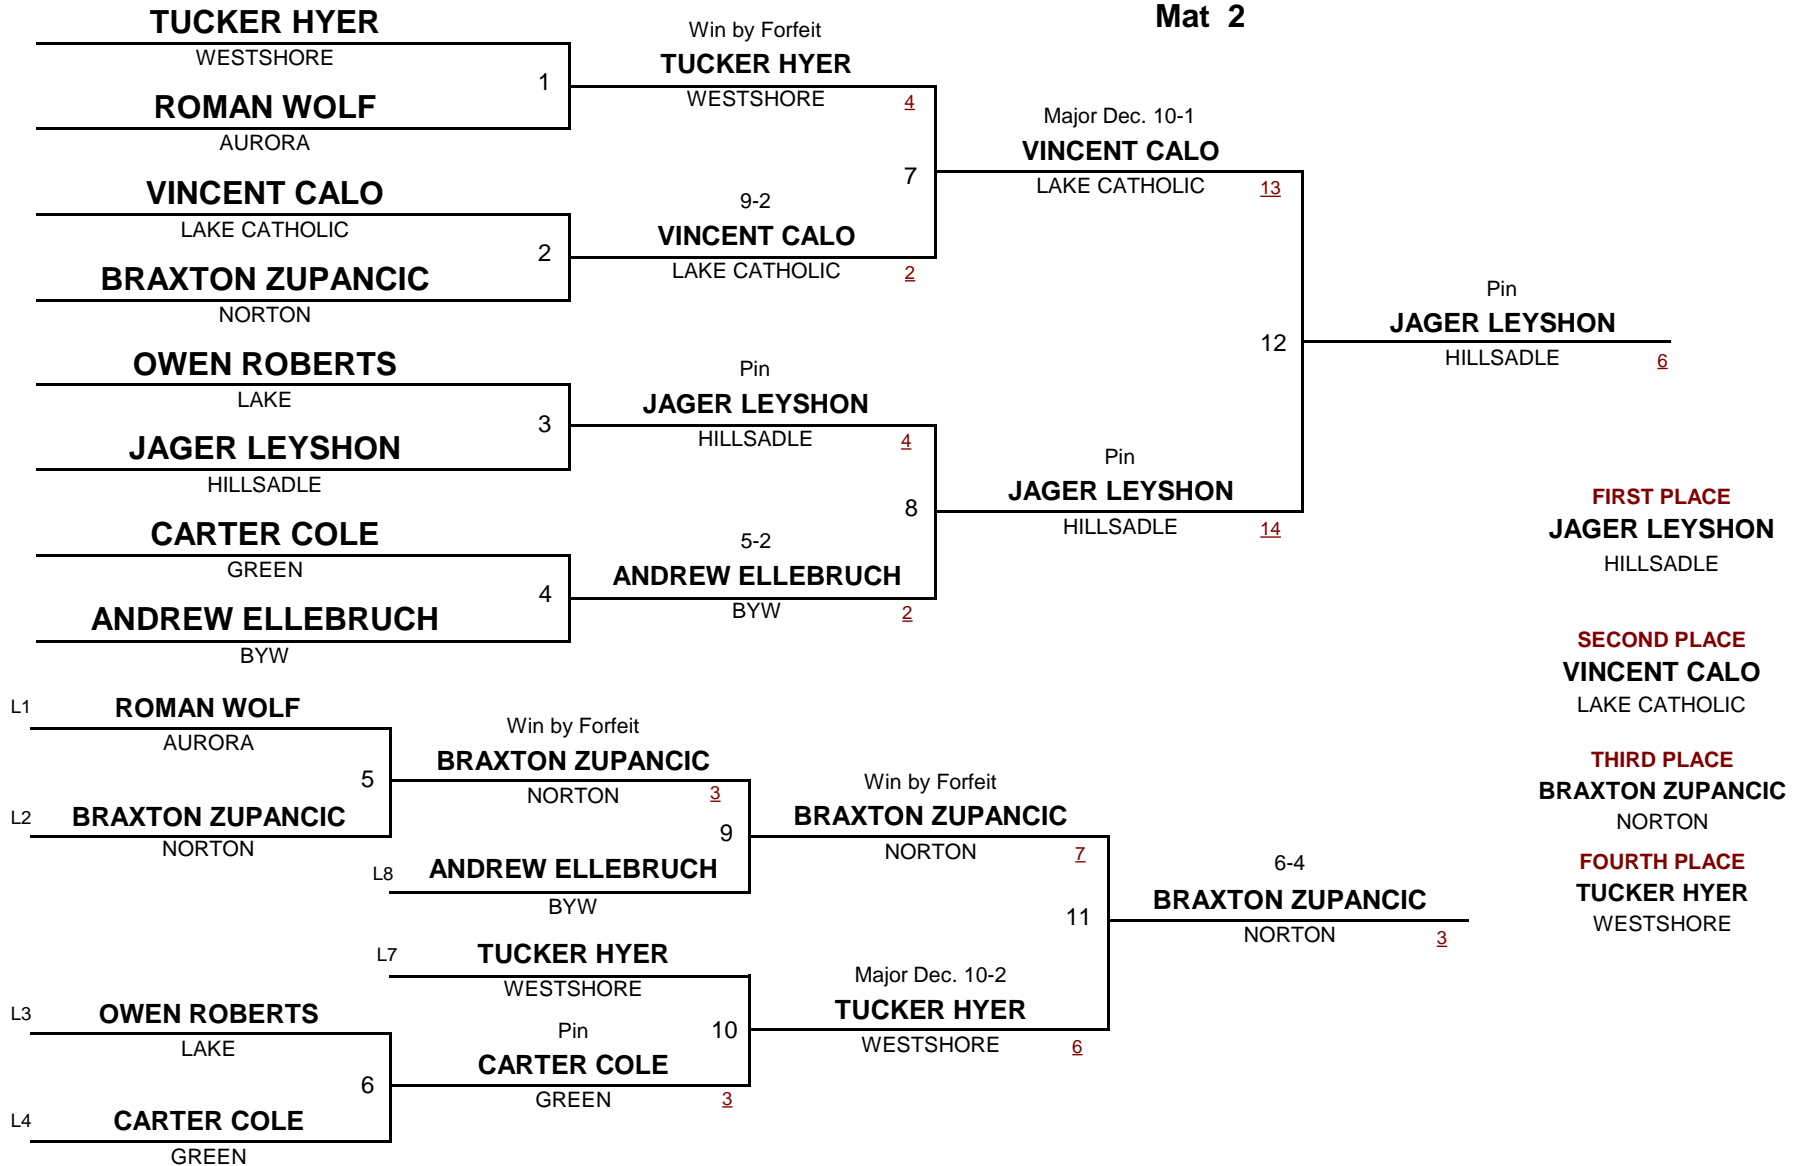 Mat 2
TUCKER HYER
WESTSHORE
1
ROMAN WOLF
AURORA
VINCENT CALO
LAKE CATHOLIC
2
BRAXTON ZUPANCIC
NORTON
OWEN ROBERTS
LAKE
3
JAGER LEYSHON
HILLSADLE
CARTER COLE
GREEN
4
ANDREW ELLEBRUCH
BYW
Win by Forfeit
TUCKER HYER
WESTSHORE 4
7
9-2
VINCENT CALO
LAKE CATHOLIC 2
Pin
JAGER LEYSHON
HILLSADLE 4
8
5-2
ANDREW ELLEBRUCH
BYW 2
Major Dec. 10-1
VINCENT CALO
LAKE CATHOLIC 13
12
Pin
JAGER LEYSHON
HILLSADLE 14
Pin
JAGER LEYSHON
HILLSADLE 6
FIRST PLACE
JAGER LEYSHON
HILLSADLE
SECOND PLACE
VINCENT CALO
LAKE CATHOLIC
THIRD PLACE
BRAXTON ZUPANCIC
NORTON
FOURTH PLACE
TUCKER HYER
WESTSHORE
L1 ROMAN WOLF
AURORA
5
L2 BRAXTON ZUPANCIC
NORTON
L3 OWEN ROBERTS
LAKE
6
L4 CARTER COLE
GREEN
Win by Forfeit
BRAXTON ZUPANCIC
NORTON 3
9
L8 ANDREW ELLEBRUCH
BYW
L7 TUCKER HYER
WESTSHORE
Pin 10
CARTER COLE
GREEN 3
Win by Forfeit
BRAXTON ZUPANCIC
NORTON 7
11
Major Dec. 10-2
TUCKER HYER
WESTSHORE 6
6-4
BRAXTON ZUPANCIC
NORTON 3